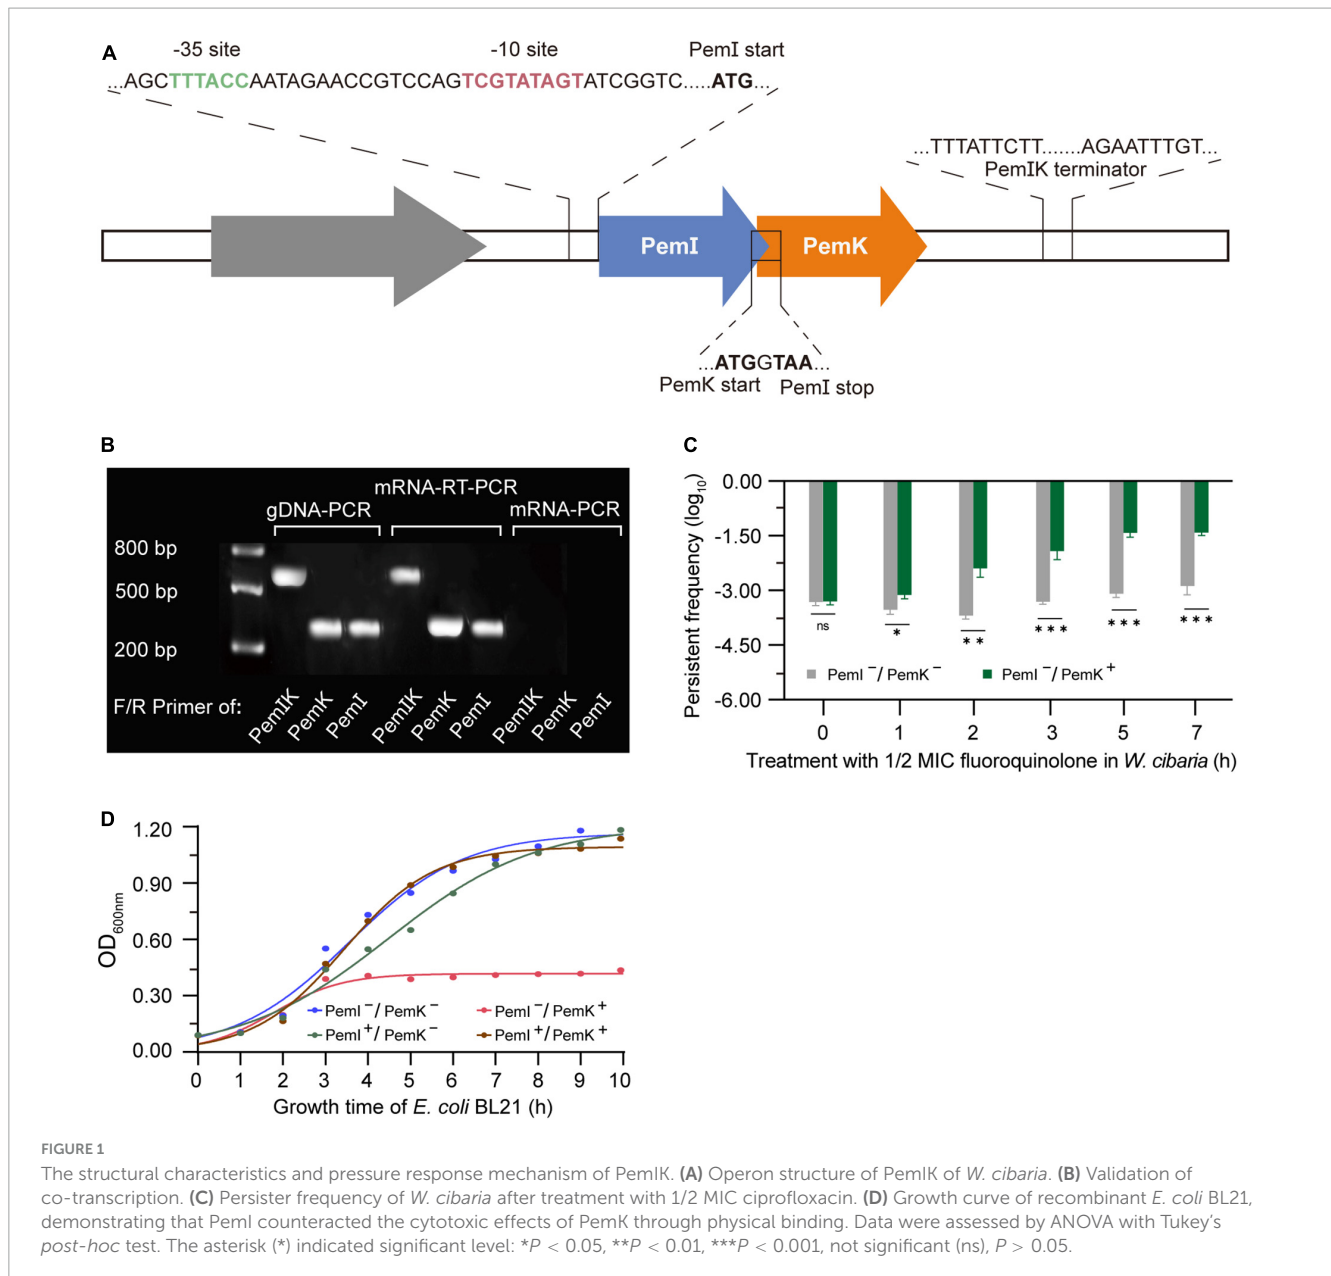 A
-35 site -10 site PemI start
...AGCTTTACCAATAGAACCGTCCAGTCGTATAGTATCGGTC.....ATG...
...TTTATTCTT.......AGAATTTGT...
PemIK terminator
PemI PemK
...ATGGTAA...
PemK start PemI stop
B
mRNA-RT-PCR
gDNA-PCR mRNA-PCR
800 bp
500 bp
200 bp
F/R Primer of:
PemIK PemK PemI PemIK PemK PemI PemIK PemK PemI
C
Persistent frequency (log10)
0.00
-1.50
-3.00
-4.50
-6.00
ns * ** *** *** ***
PemI −/ PemK − PemI −/ PemK +
0 1 2 3 5 7
Treatment with 1/2 MIC fluoroquinolone in W. cibaria (h)
D
OD600nm
1.20
0.90
0.60
0.30
0.00
PemI −/ PemK − PemI −/ PemK +
PemI +/ PemK − PemI +/ PemK +
0 1 2 3 4 5 6 7 8 9 10
Growth time of E. coli BL21 (h)
FIGURE 1
The structural characteristics and pressure response mechanism of PemIK. (A) Operon structure of PemIK of W. cibaria. (B) Validation of
co-transcription. (C) Persister frequency of W. cibaria after treatment with 1/2 MIC ciprofloxacin. (D) Growth curve of recombinant E. coli BL21,
demonstrating that PemI counteracted the cytotoxic effects of PemK through physical binding. Data were assessed by ANOVA with Tukey's
post-hoc test. The asterisk (*) indicated significant level: *P < 0.05, **P < 0.01, ***P < 0.001, not significant (ns), P > 0.05.